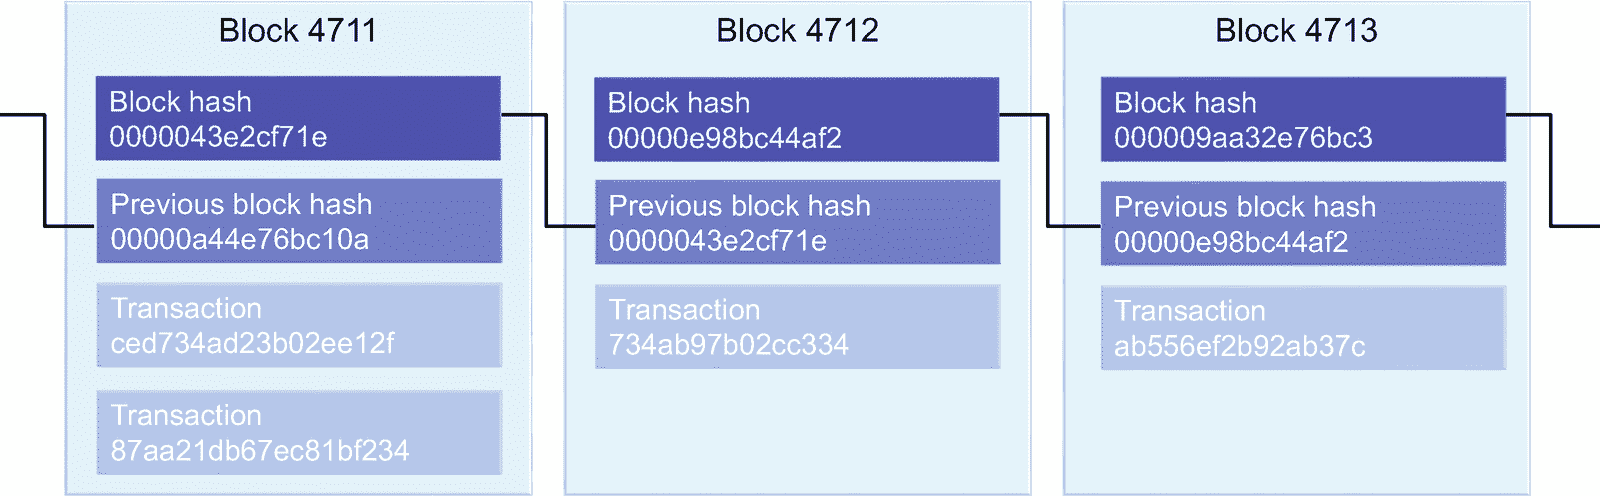 Block 4711
Block hash
0000043e2cf71e
Previous block hash
00000a44e76bc10a
Transaction
ced734ad23b02ee12f
Transaction
87aa21db67ec81bf234
Block 4712
Block hash
00000e98bc44af2
Previous block hash
0000043e2cf71e
Transaction
734ab97b02cc334
Block 4713
Block hash
000009aa32e76bc3
Previous block hash
00000e98bc44af2
Transaction
ab556ef2b92ab37c